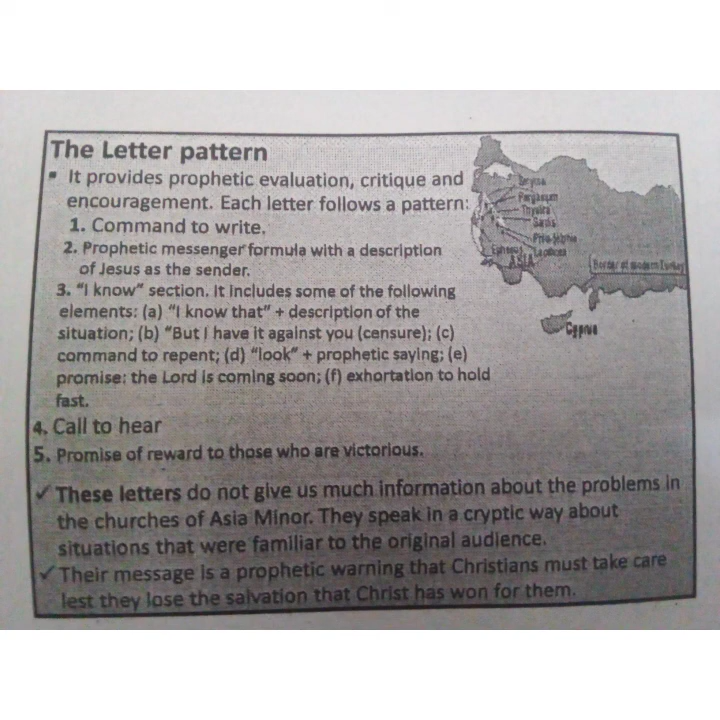 The Letter pattern
▪ It provides prophetic evaluation, critique and
encouragement. Each letter follows a pattern:
1. Command to write.
2. Prophetic messenger formula with a description
of Jesus as the sender.
3. "I know" section. It includes some of the following
elements: (a) "I know that" + description of the
situation; (b) "But I have it against you (censure); (c)
command to repent; (d) "look" + prophetic saying; (e)
promise: the Lord is coming soon; (f) exhortation to hold
fast.
4. Call to hear
5. Promise of reward to those who are victorious.
✓ These letters do not give us much information about the problems in
the churches of Asia Minor. They speak in a cryptic way about
situations that were familiar to the original audience.
✓ Their message is a prophetic warning that Christians must take care
lest they lose the salvation that Christ has won for them.
Pergamum
Thyatira
Sardis
Philadelphia
Ephesus
Laodicea
ASIA
Border of modern Turkey
Cyprus